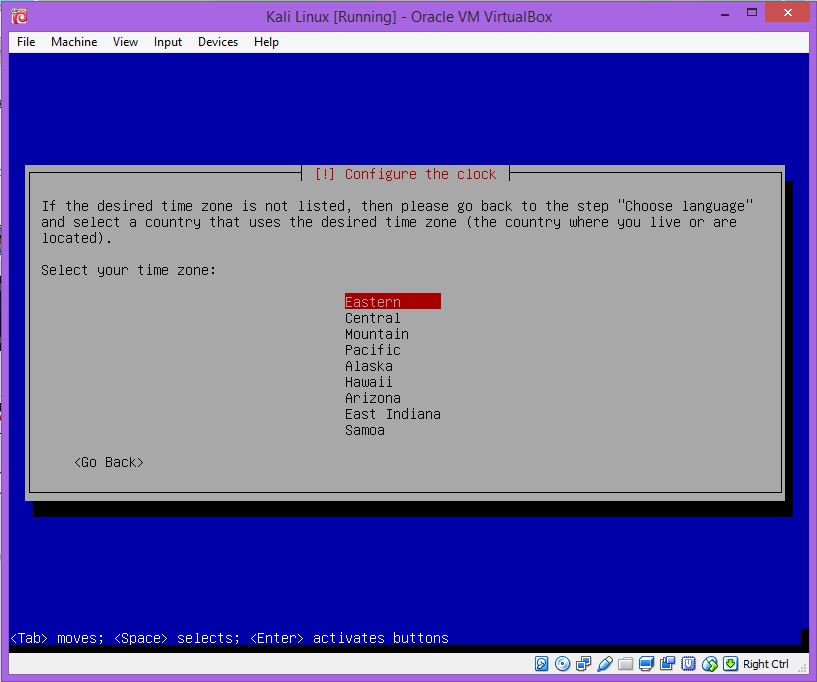 Kali Linux [Running] - Oracle VM VirtualBox
File Machine View Input Devices Help
[!] Configure the clock
If the desired time zone is not listed, then please go back to the step "Choose language"
and select a country that uses the desired time zone (the country where you live or are
located).
Select your time zone:
Eastern
Central
Mountain
Pacific
Alaska
Hawaii
Arizona
East Indiana
Samoa
<Go Back>
<Tab> moves; <Space> selects; <Enter> activates buttons
Right Ctrl